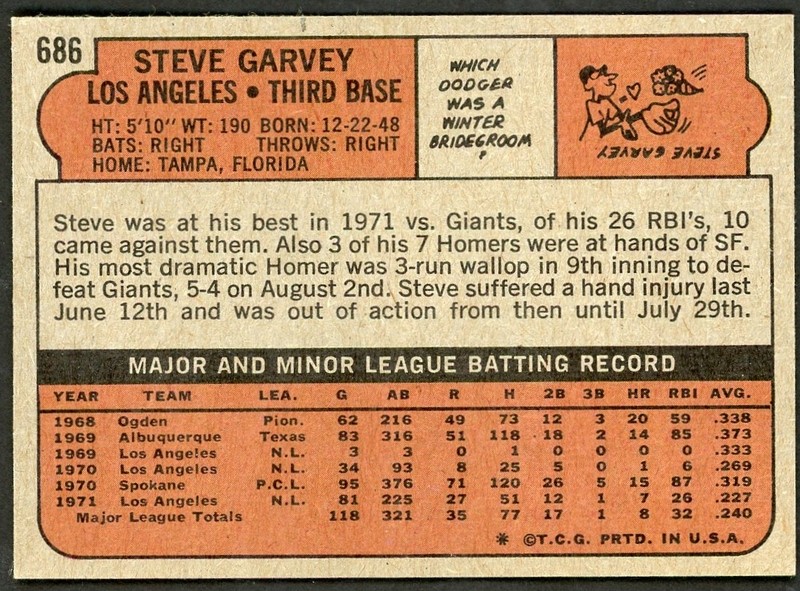 686
STEVE GARVEY
LOS ANGELES • THIRD BASE
HT: 5'10" WT: 190 BORN: 12-22-48
BATS: RIGHT THROWS: RIGHT
HOME: TAMPA, FLORIDA
WHICH
DODGER
WAS A
WINTER
BRIDEGROOM
?
STEVE GARVEY
Steve was at his best in 1971 vs. Giants, of his 26 RBI's, 10
came against them. Also 3 of his 7 Homers were at hands of SF.
His most dramatic Homer was 3-run wallop in 9th inning to de-
feat Giants, 5-4 on August 2nd. Steve suffered a hand injury last
June 12th and was out of action from then until July 29th.
MAJOR AND MINOR LEAGUE BATTING RECORD
YEAR TEAM LEA. G AB R H 2B 3B HR RBI AVG.
1968 Ogden Pion. 62 216 49 73 12 3 20 59 .338
1969 Albuquerque Texas 83 316 51 118 18 2 14 85 .373
1969 Los Angeles N.L. 3 3 0 1 0 0 0 0 .333
1970 Los Angeles N.L. 34 93 8 25 5 0 1 6 .269
1970 Spokane P.C.L. 95 376 71 120 26 5 15 87 .319
1971 Los Angeles N.L. 81 225 27 51 12 1 7 26 .227
Major League Totals 118 321 35 77 17 1 8 32 .240
* ©T.C.G. PRTD. IN U.S.A.